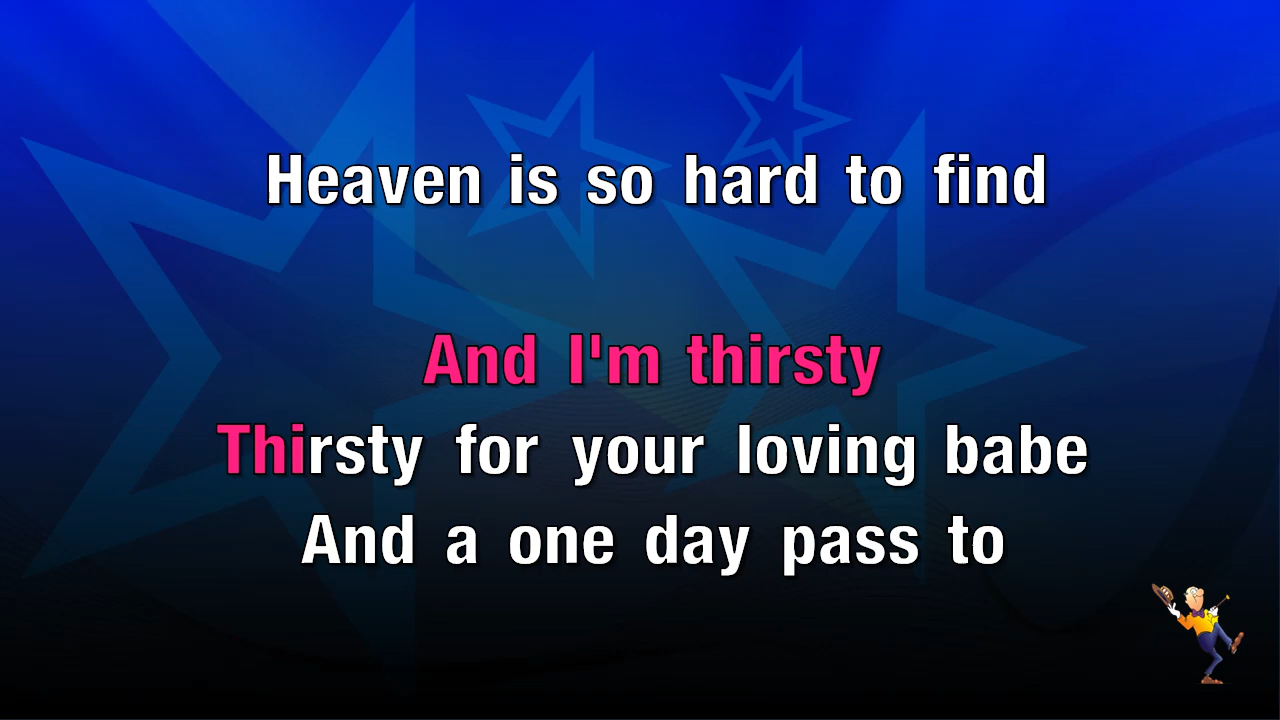 Heaven is so hard to find
And I'm thirsty
Thirsty for your loving babe
And a one day pass to